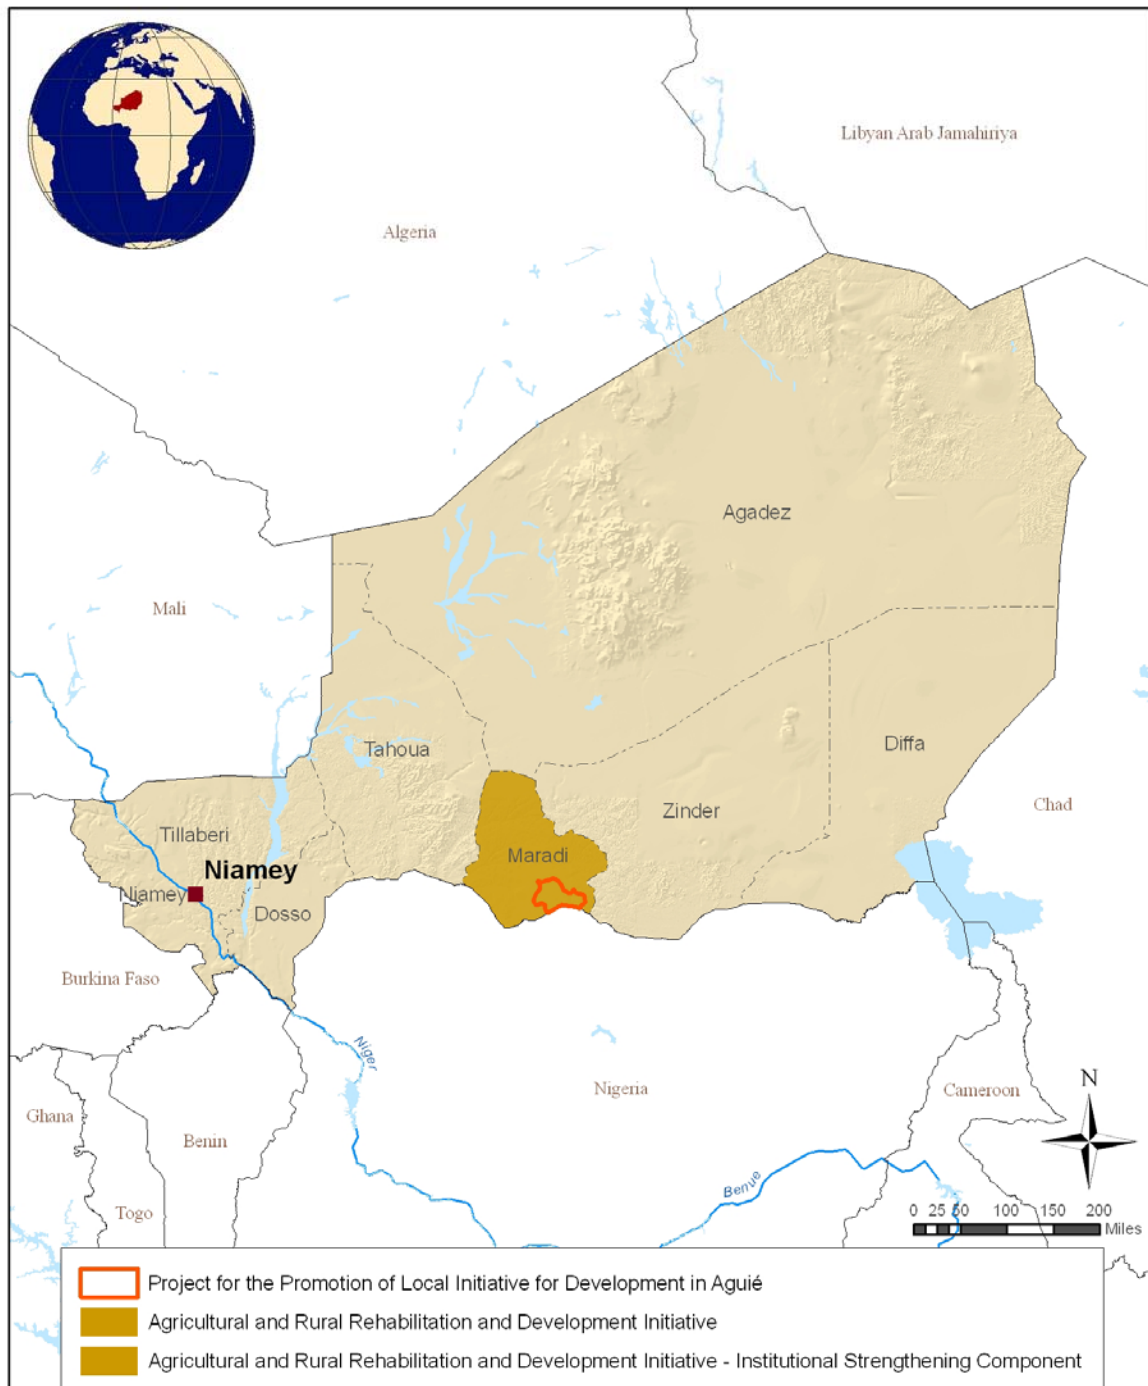 Libyan Arab Jamahiriya
Algeria
Agadez
Mali
Tahoua
Diffa
Chad
Zinder
Tillaberi
Maradi
Niamey
Niamey
Dosso
Burkina Faso
Niger
Nigeria
Cameroon
N
Ghana
Benin
Benue
Togo
0 25 50 100 150 200
Miles
Project for the Promotion of Local Initiative for Development in Aguié
Agricultural and Rural Rehabilitation and Development Initiative
Agricultural and Rural Rehabilitation and Development Initiative - Institutional Strengthening Component